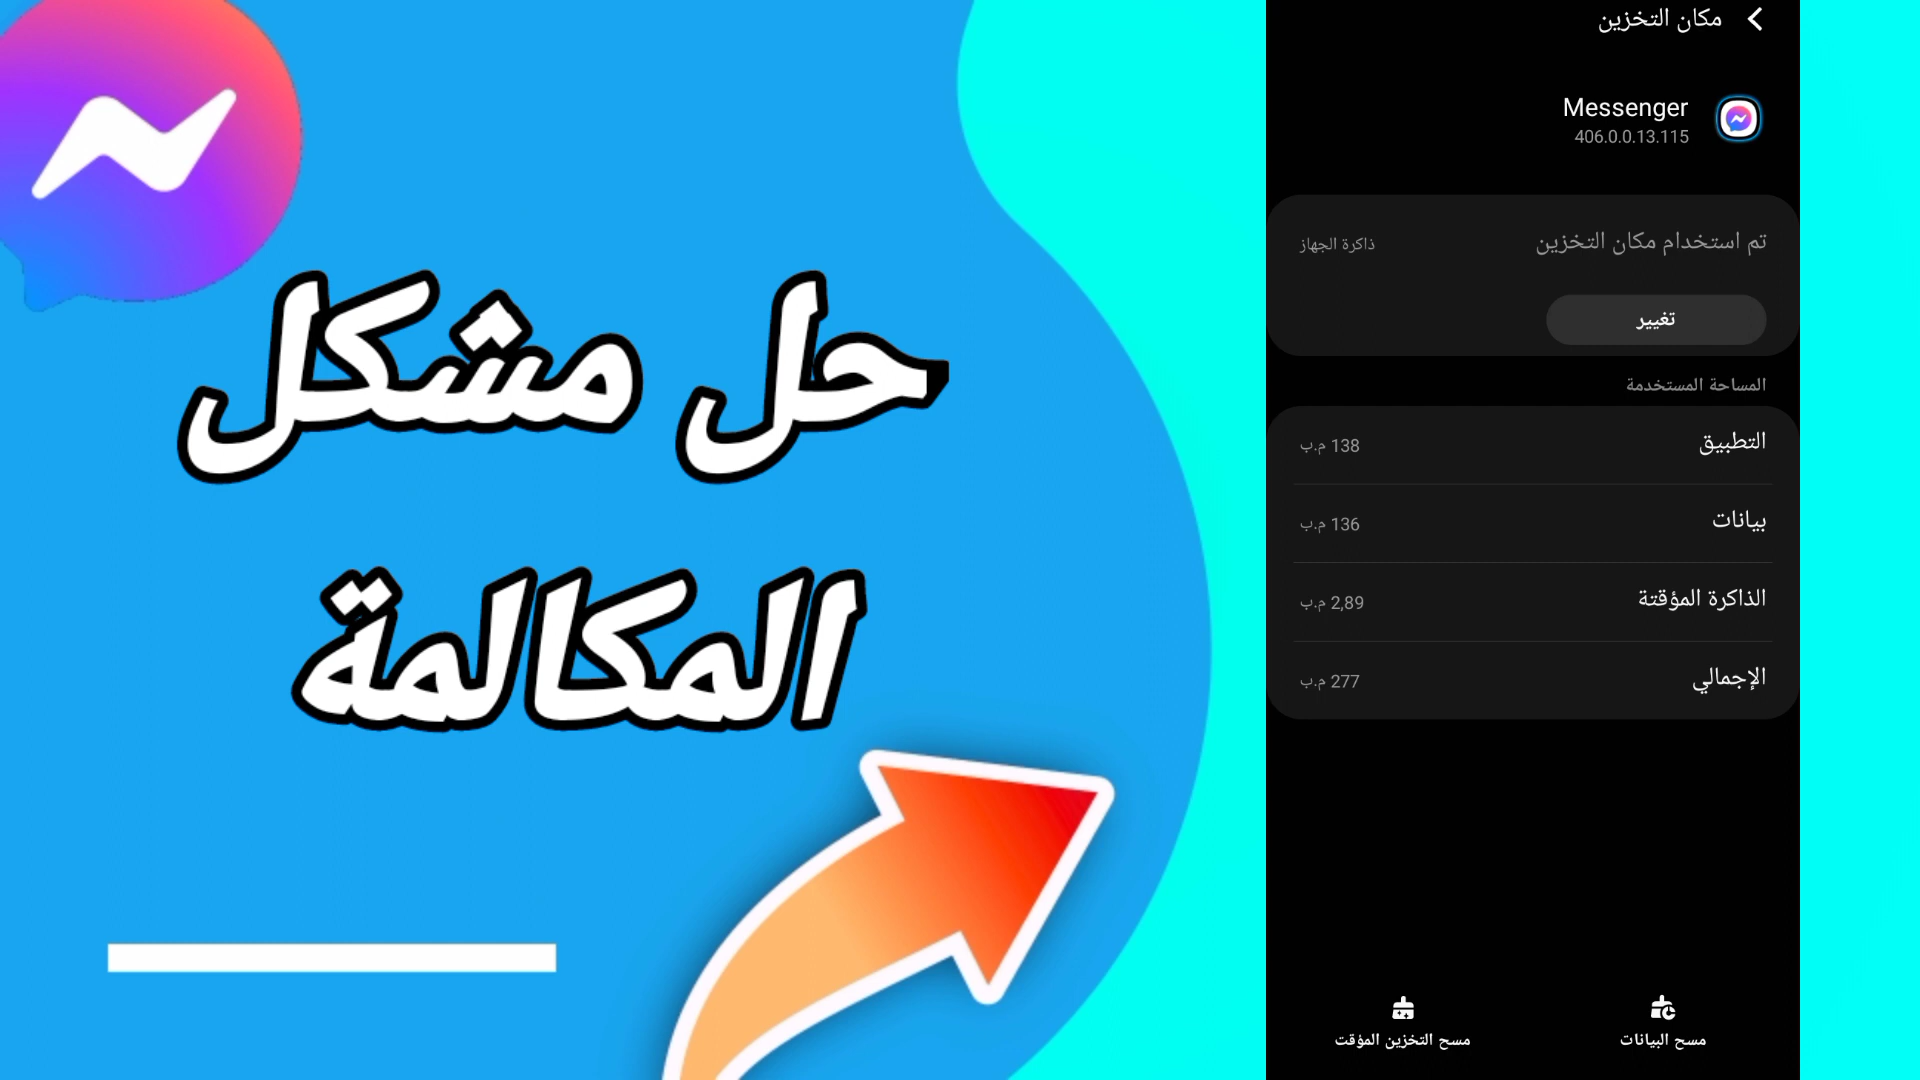 حل مشكل
المكالمة
مكان التخزين
Messenger
406.0.0.13.115
تم استخدام مكان التخزين ذاكرة الجهاز
تغيير
المساحة المستخدمة
التطبيق 138 م.ب
بيانات 136 م.ب
الذاكرة المؤقتة 2,89 م.ب
الإجمالي 277 م.ب
مسح البيانات مسح التخزين المؤقت